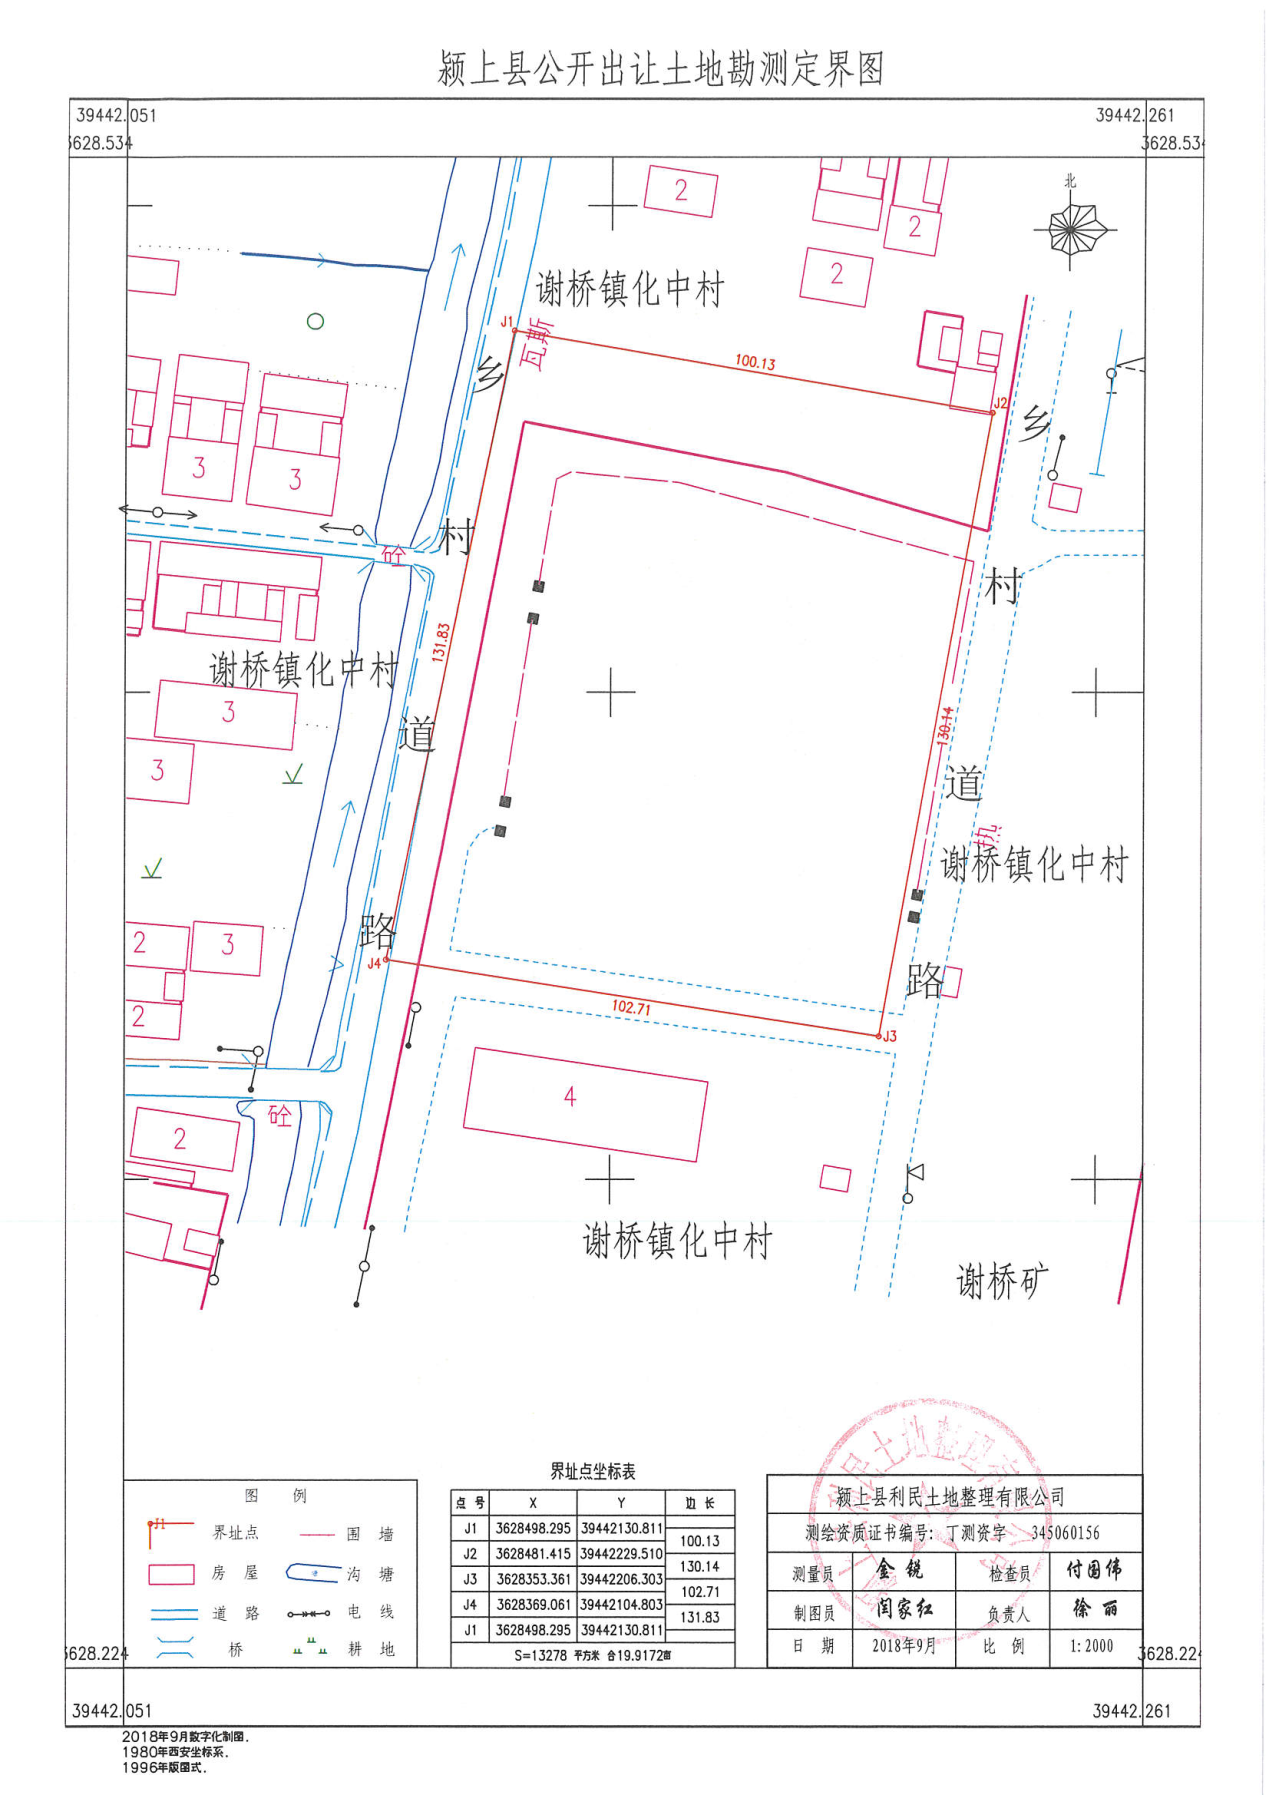 颍上县公开出让土地勘测定界图
39442.051
39442.261
3628.534
3628.534
北
2
2
2
谢桥镇化中村
J1
瓦斯
100.13
乡
J2
乡
3
3
村
砼
村
131.83
谢桥镇化中村
3
道
130.14
3
道
热
谢桥镇化中村
2
3
路
J4
路
2
102.71
J3
4
砼
2
谢桥镇化中村
谢桥矿
图 例
J1
界址点
围 墙
房 屋
沟 塘
道 路
电 线
桥
耕 地
界址点坐标表
点 号 X Y 边 长
J1 3628498.295 39442130.811
100.13
J2 3628481.415 39442229.510
130.14
J3 3628353.361 39442206.303
102.71
J4 3628369.061 39442104.803
131.83
J1 3628498.295 39442130.811
S=13278 平方米 合19.9172亩
颍上县利民土地整理有限公司
测绘资质证书编号: 丁测资字 345060156
测量员 金锐 检查员 付国伟
制图员 闫家红 负责人 徐丽
日 期 2018年9月 比 例 1:2000
3628.224
3628.224
39442.051
39442.261
2018年9月数字化制图.
1980年西安坐标系.
1996年版图式.